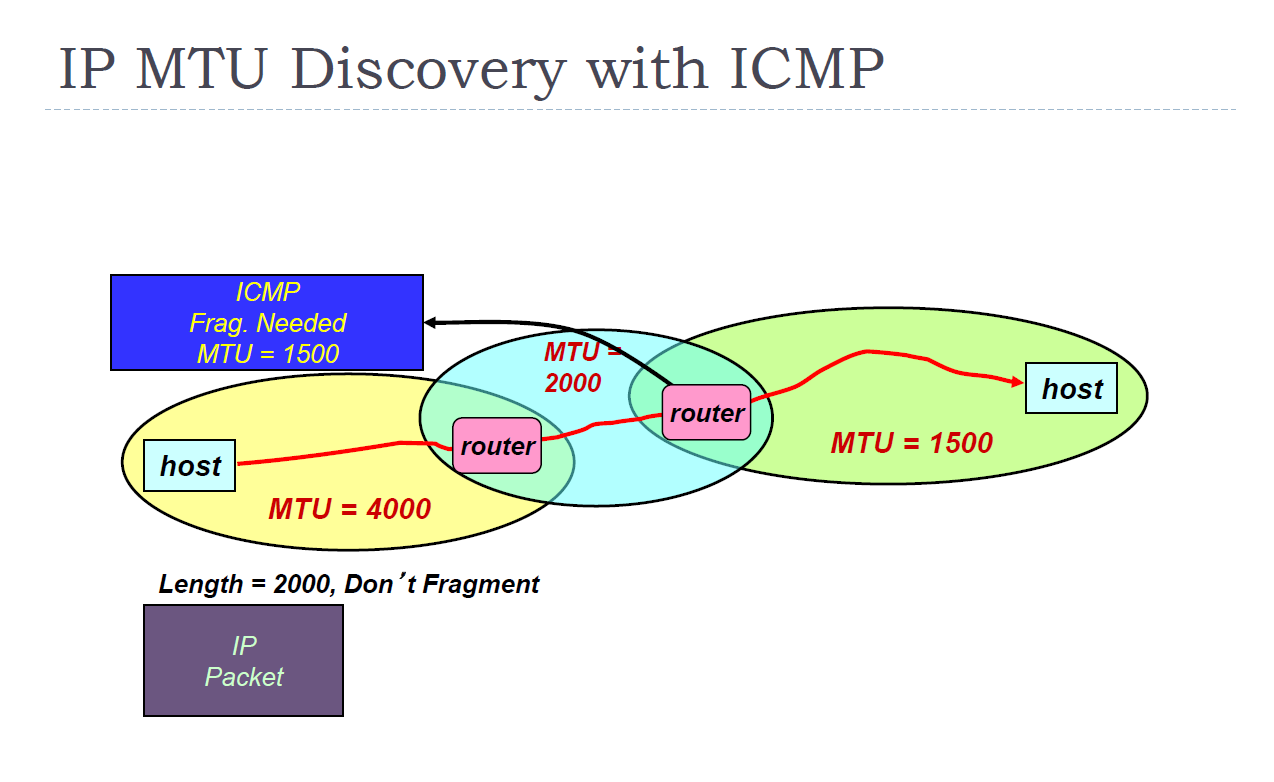 IP MTU Discovery with ICMP
ICMP
Frag. Needed
MTU = 1500
MTU =
2000
router
host
router
MTU = 1500
host
MTU = 4000
Length = 2000, Don’t Fragment
IP
Packet